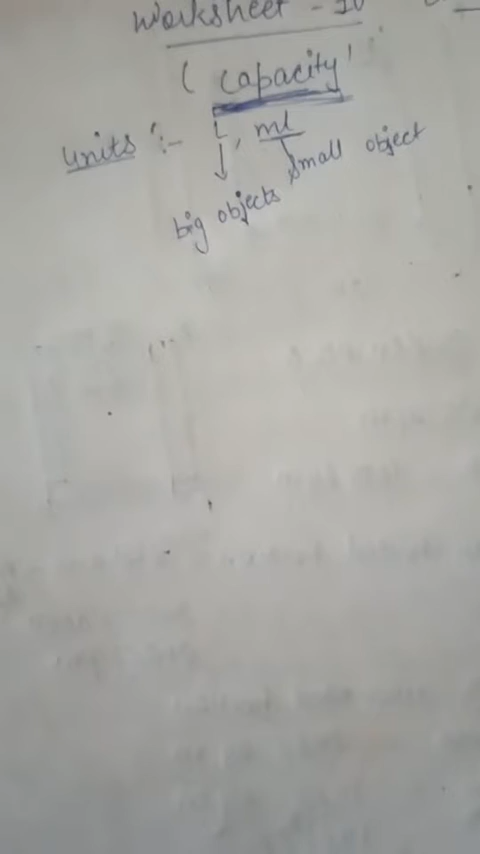 Worksheet - 10
( Capacity'
Units :- L, ml
small object
big objects